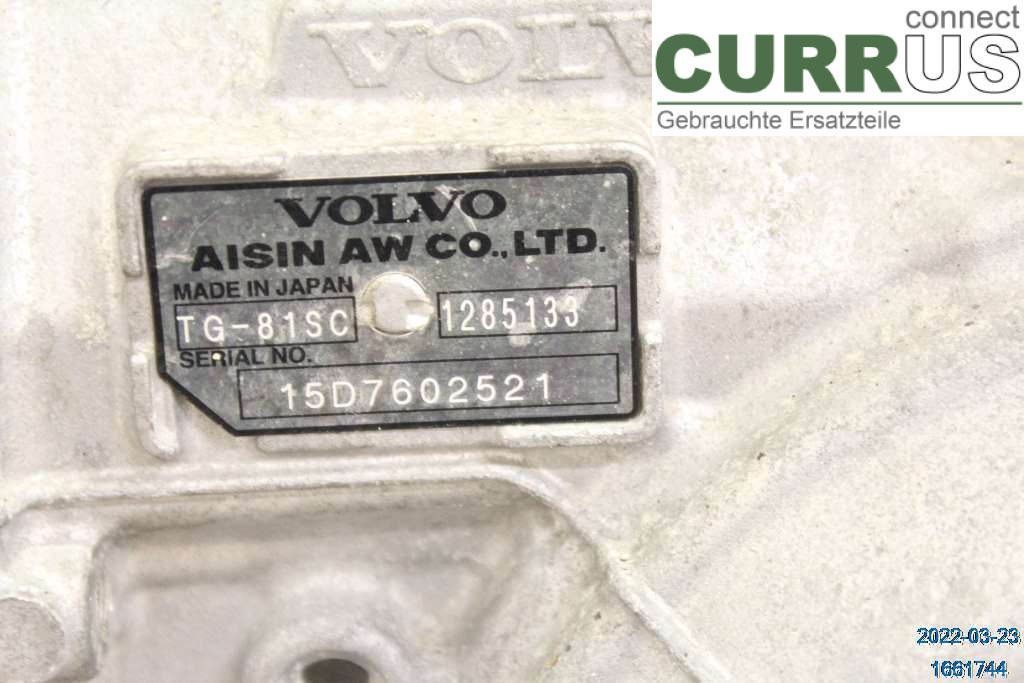 connect
CURRUS
Gebrauchte Ersatzteile
VOLVO
VOLVO
AISIN AW CO., LTD.
MADE IN JAPAN
TG-81SC 1285133
SERIAL NO.
15D7602521
2022-03-23
1661744